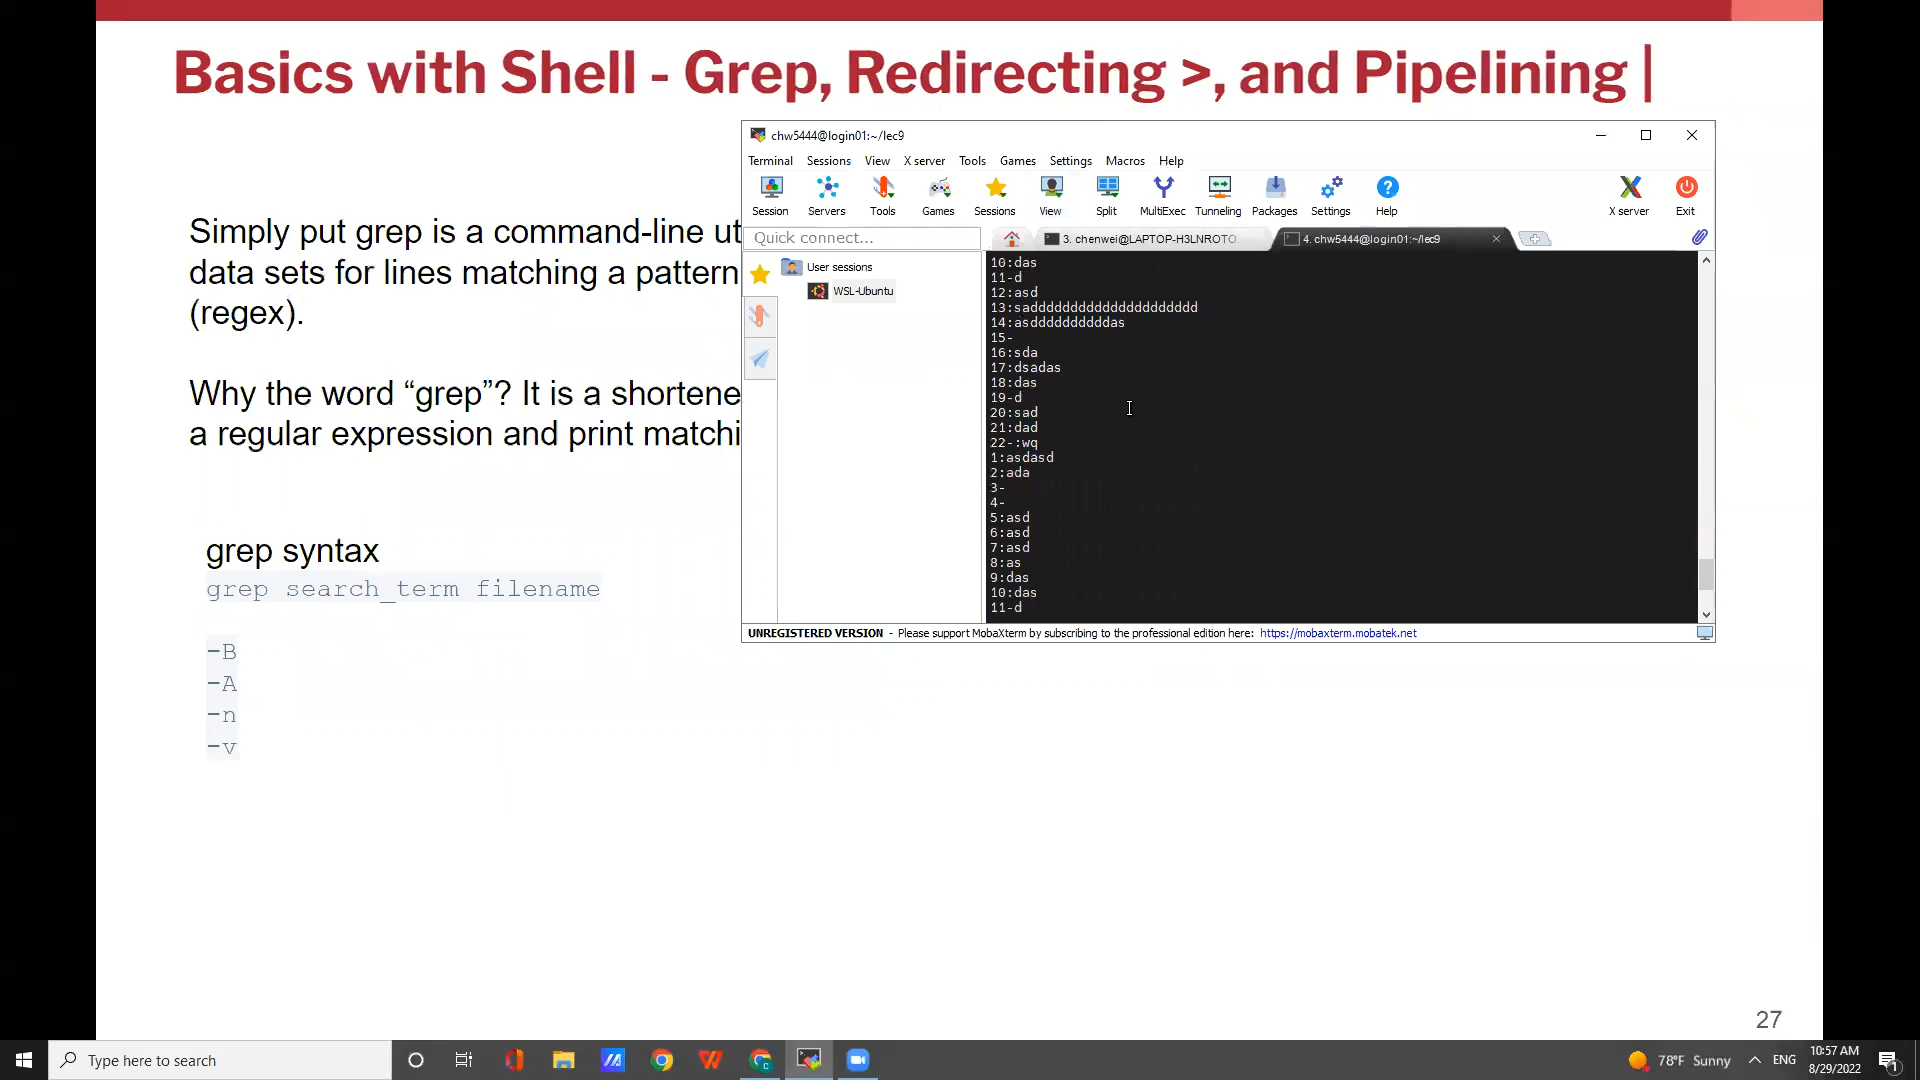 Basics with Shell - Grep, Redirecting >, and Pipelining |
Simply put grep is a command-line ut
data sets for lines matching a pattern
(regex).
Why the word “grep”? It is a shortene
a regular expression and print matchi
grep syntax
grep search_term filename
-B
-A
-n
-v
chw5444@login01:~/lec9
Terminal Sessions View X server Tools Games Settings Macros Help
Session Servers Tools Games Sessions View Split MultiExec Tunneling Packages Settings Help X server Exit
Quick connect...
3. chenwei@LAPTOP-H3LNROTO.
4. chw5444@login01:~/lec9
User sessions
WSL-Ubuntu
10:das
11-d
12:asd
13:saddddddddddddddddddddd
14:asddddddddddas
15-
16:sda
17:dsadas
18:das
19-d
20:sad
21:dad
22-:wq
1:asdasd
2:ada
3-
4-
5:asd
6:asd
7:asd
8:as
9:das
10:das
11-d
UNREGISTERED VERSION - Please support MobaXterm by subscribing to the professional edition here: https://mobaxterm.mobatek.net
27
Type here to search
78°F Sunny
ENG
10:57 AM
8/29/2022
1